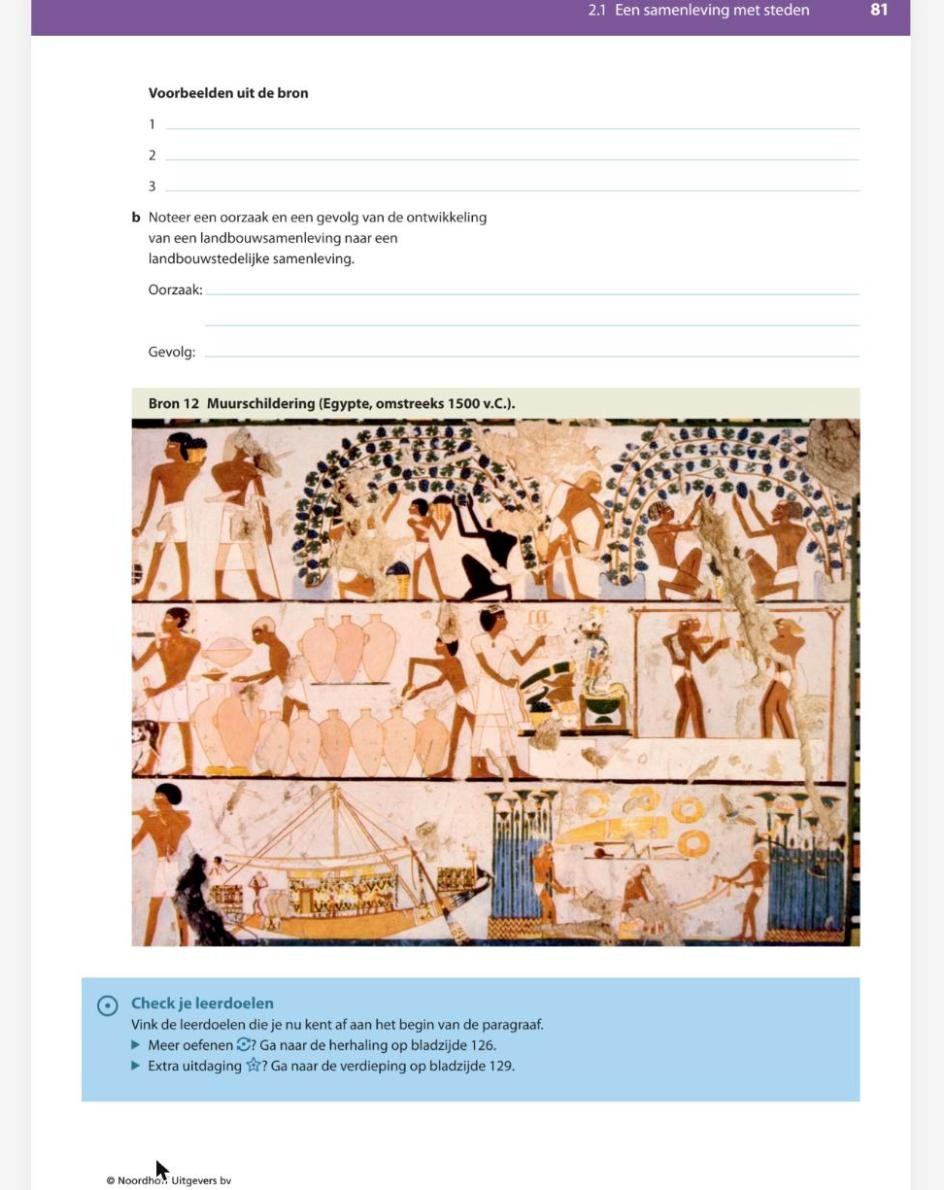 2.1 Een samenleving met steden 81
Voorbeelden uit de bron
1
2
3
b Noteer een oorzaak en een gevolg van de ontwikkeling
van een landbouwsamenleving naar een
landbouwstedelijke samenleving.
Oorzaak:
Gevolg:
Bron 12 Muurschildering (Egypte, omstreeks 1500 v.C.).
Check je leerdoelen
Vink de leerdoelen die je nu kent af aan het begin van de paragraaf.
Meer oefenen ? Ga naar de herhaling op bladzijde 126.
Extra uitdaging ? Ga naar de verdieping op bladzijde 129.
© Noordhoff Uitgevers bv